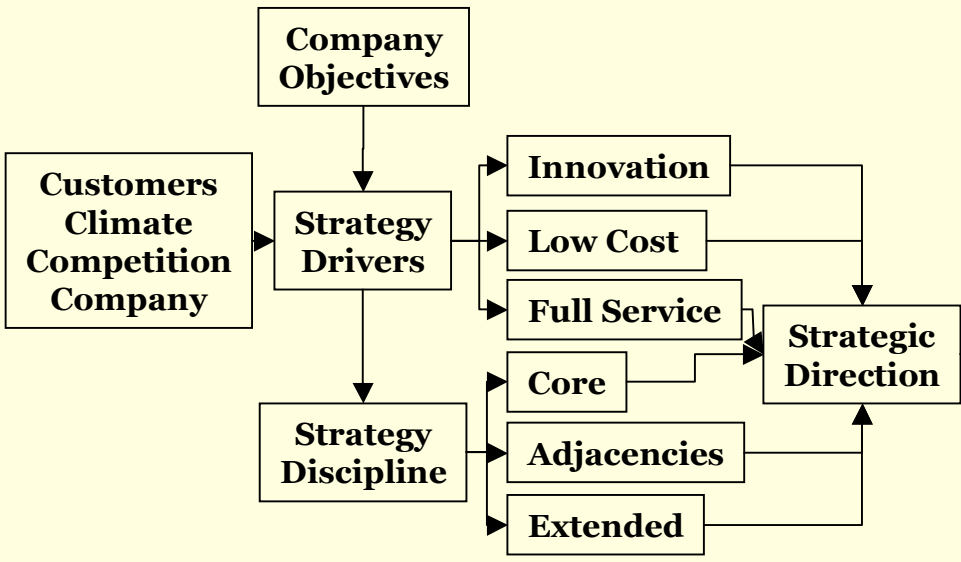 Company
Objectives
Customers
Climate
Competition
Company
Strategy
Drivers
Innovation
Low Cost
Full Service
Strategic
Direction
Core
Strategy
Discipline
Adjacencies
Extended